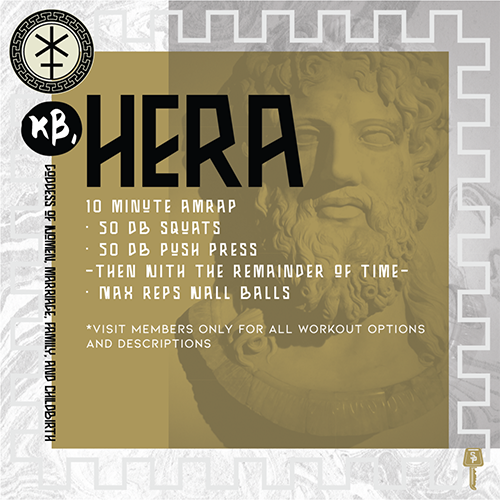 KB.
HERA
10 MINUTE AMRAP
· 50 DB SQUATS
· 50 DB PUSH PRESS
-THEN WITH THE REMAINDER OF TIME-
· MAX REPS WALL BALLS
*VISIT MEMBERS ONLY FOR ALL WORKOUT OPTIONS
AND DESCRIPTIONS
GODDESS OF WOMEN, MARRIAGE, FAMILY, AND CHILDBIRTH